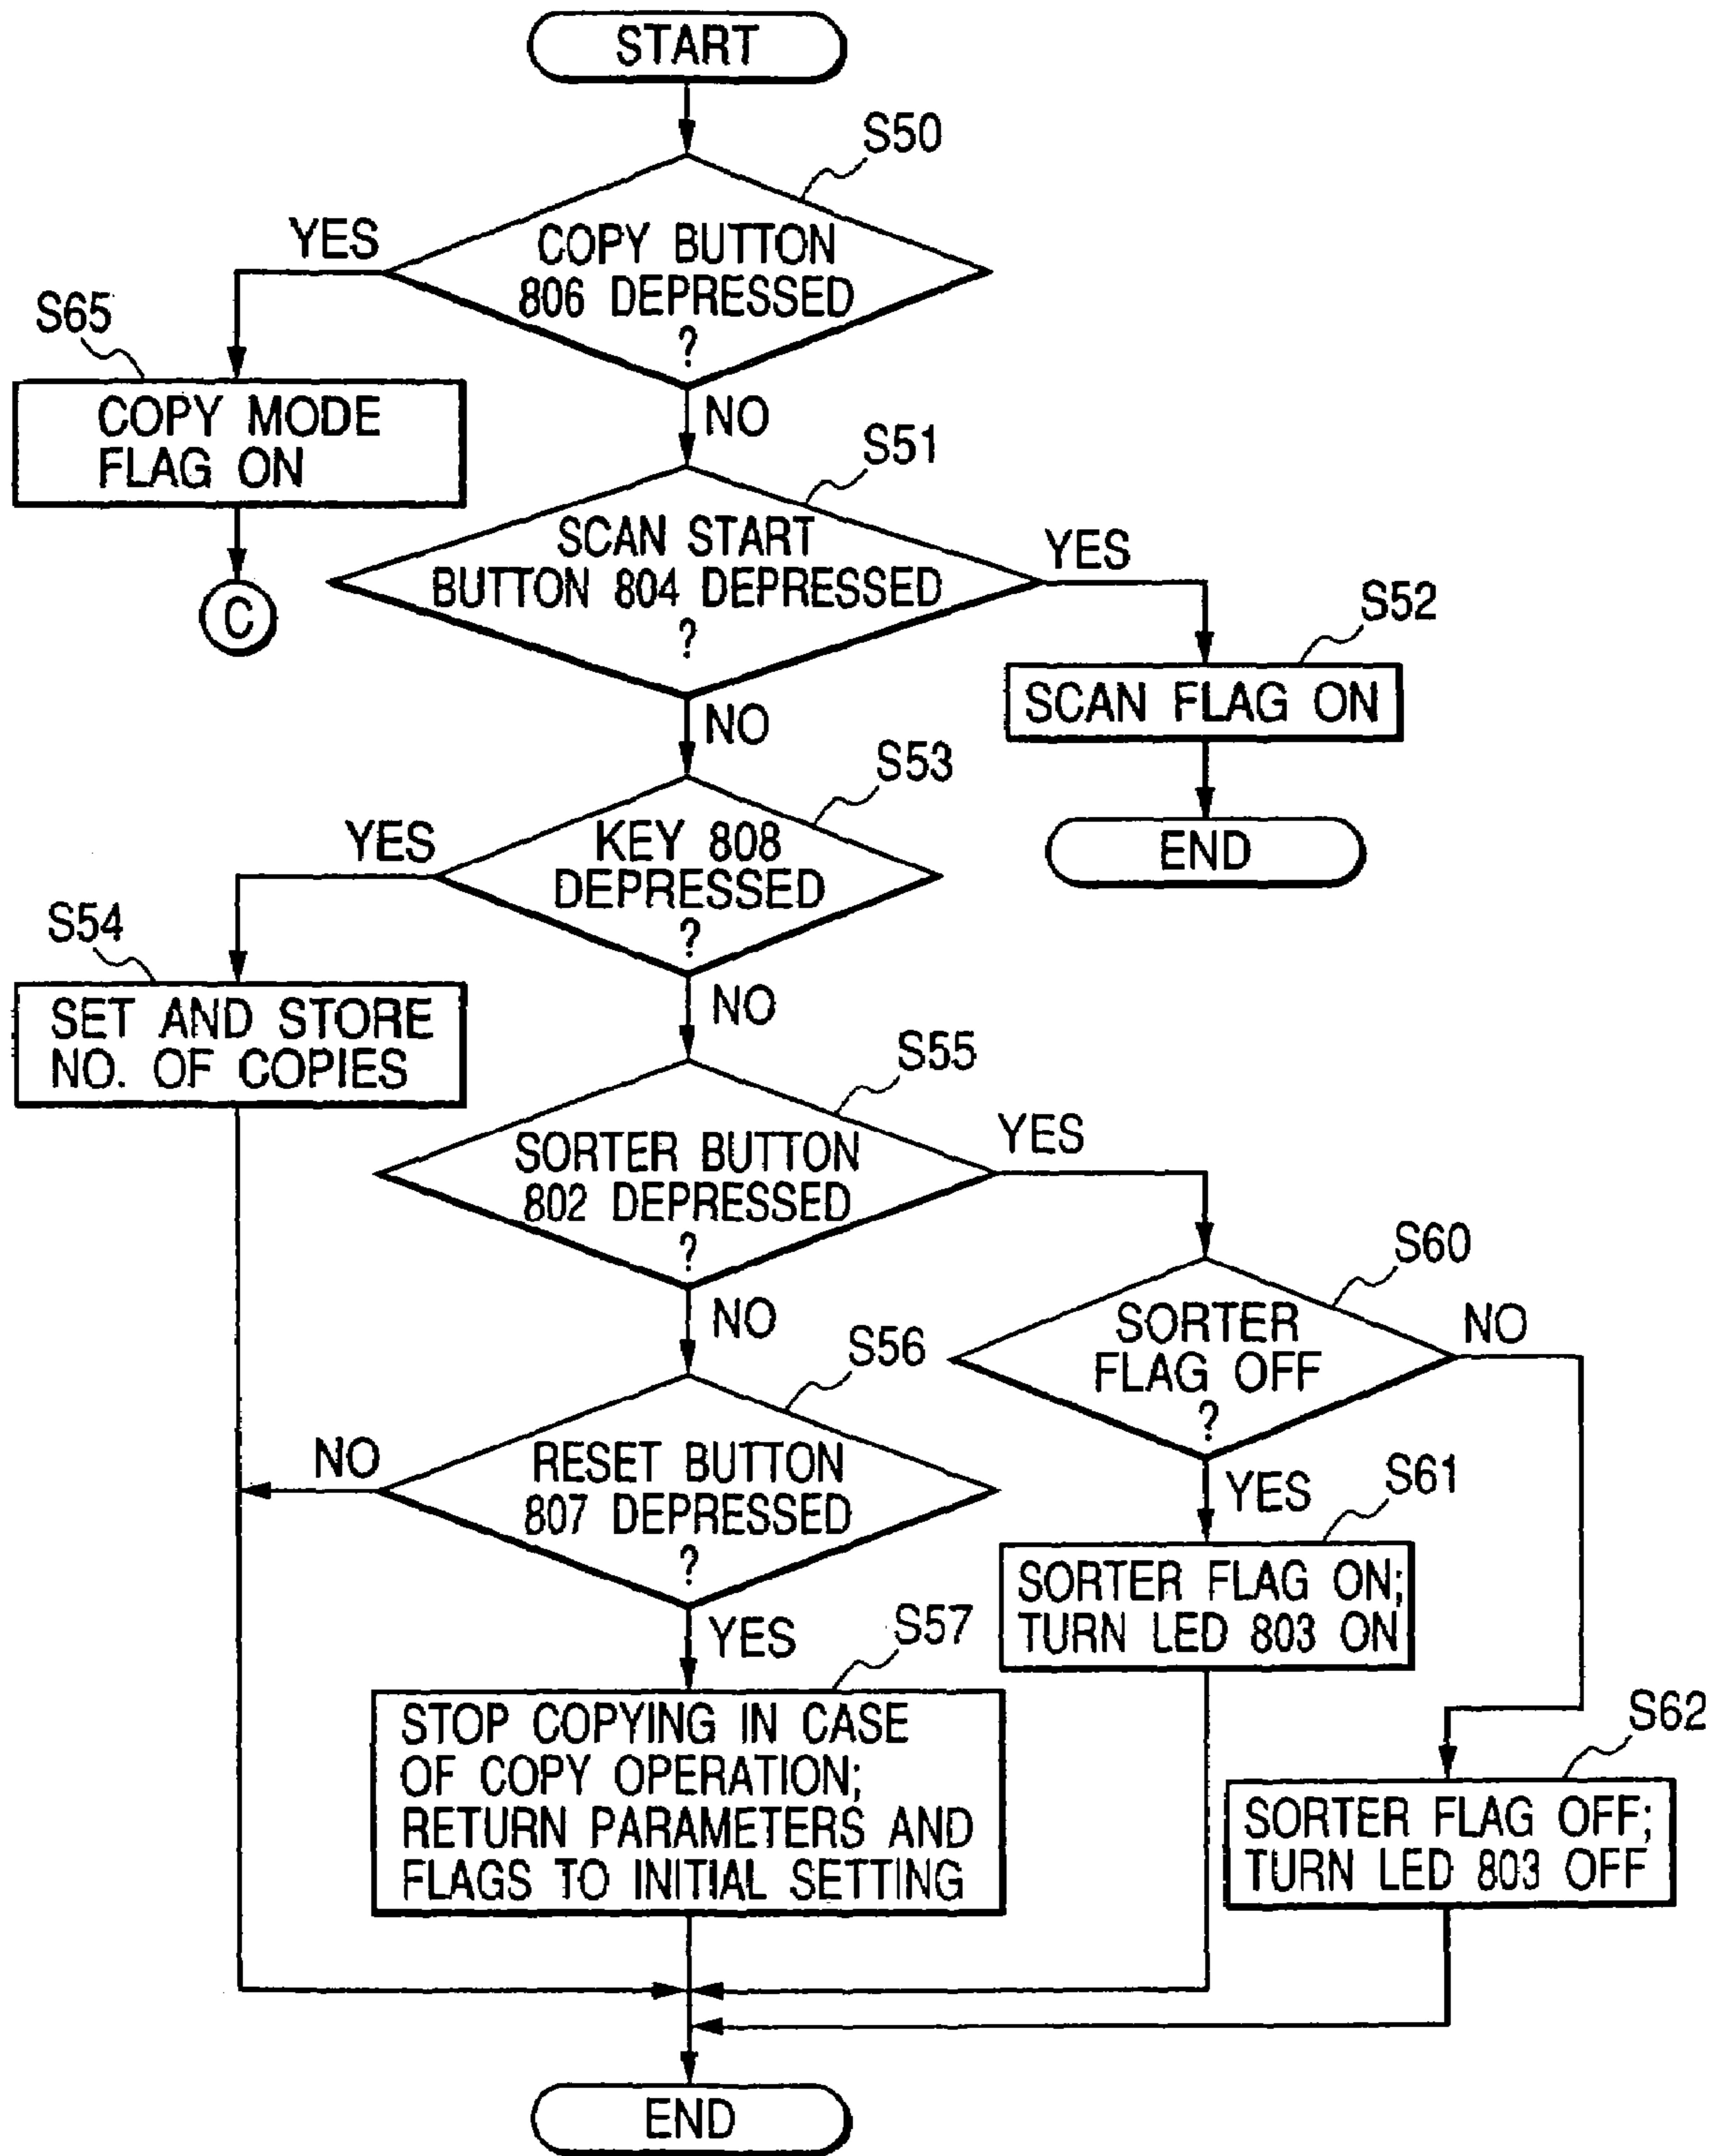 START
S50
YES
COPY BUTTON
806 DEPRESSED
?
S65
COPY MODE
FLAG ON
NO
C
S51
SCAN START
BUTTON 804 DEPRESSED
?
YES
S52
SCAN FLAG ON
END
NO
S53
YES
KEY 808
DEPRESSED
?
S54
SET AND STORE
NO. OF COPIES
NO
S55
SORTER BUTTON
802 DEPRESSED
?
YES
S60
SORTER
FLAG OFF
?
NO
NO
S56
RESET BUTTON
807 DEPRESSED
?
NO
YES
S61
SORTER FLAG ON;
TURN LED 803 ON
YES
S57
STOP COPYING IN CASE
OF COPY OPERATION;
RETURN PARAMETERS AND
FLAGS TO INITIAL SETTING
S62
SORTER FLAG OFF;
TURN LED 803 OFF
END